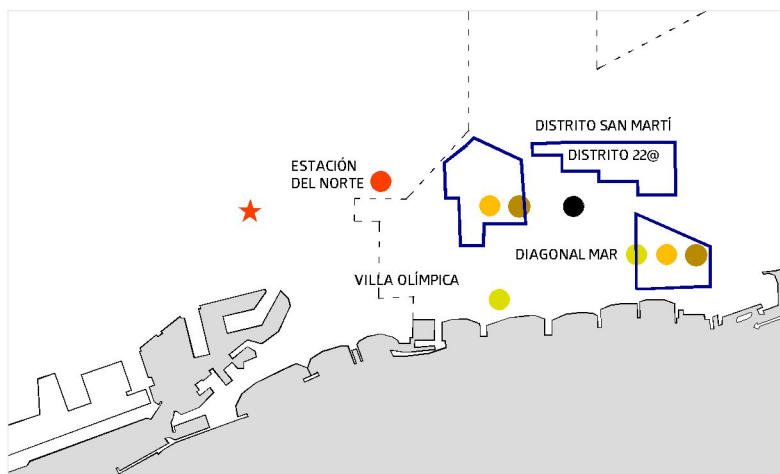 DISTRITO SAN MARTÍ
DISTRITO 22@
ESTACIÓN
DEL NORTE
DIAGONAL MAR
VILLA OLÍMPICA